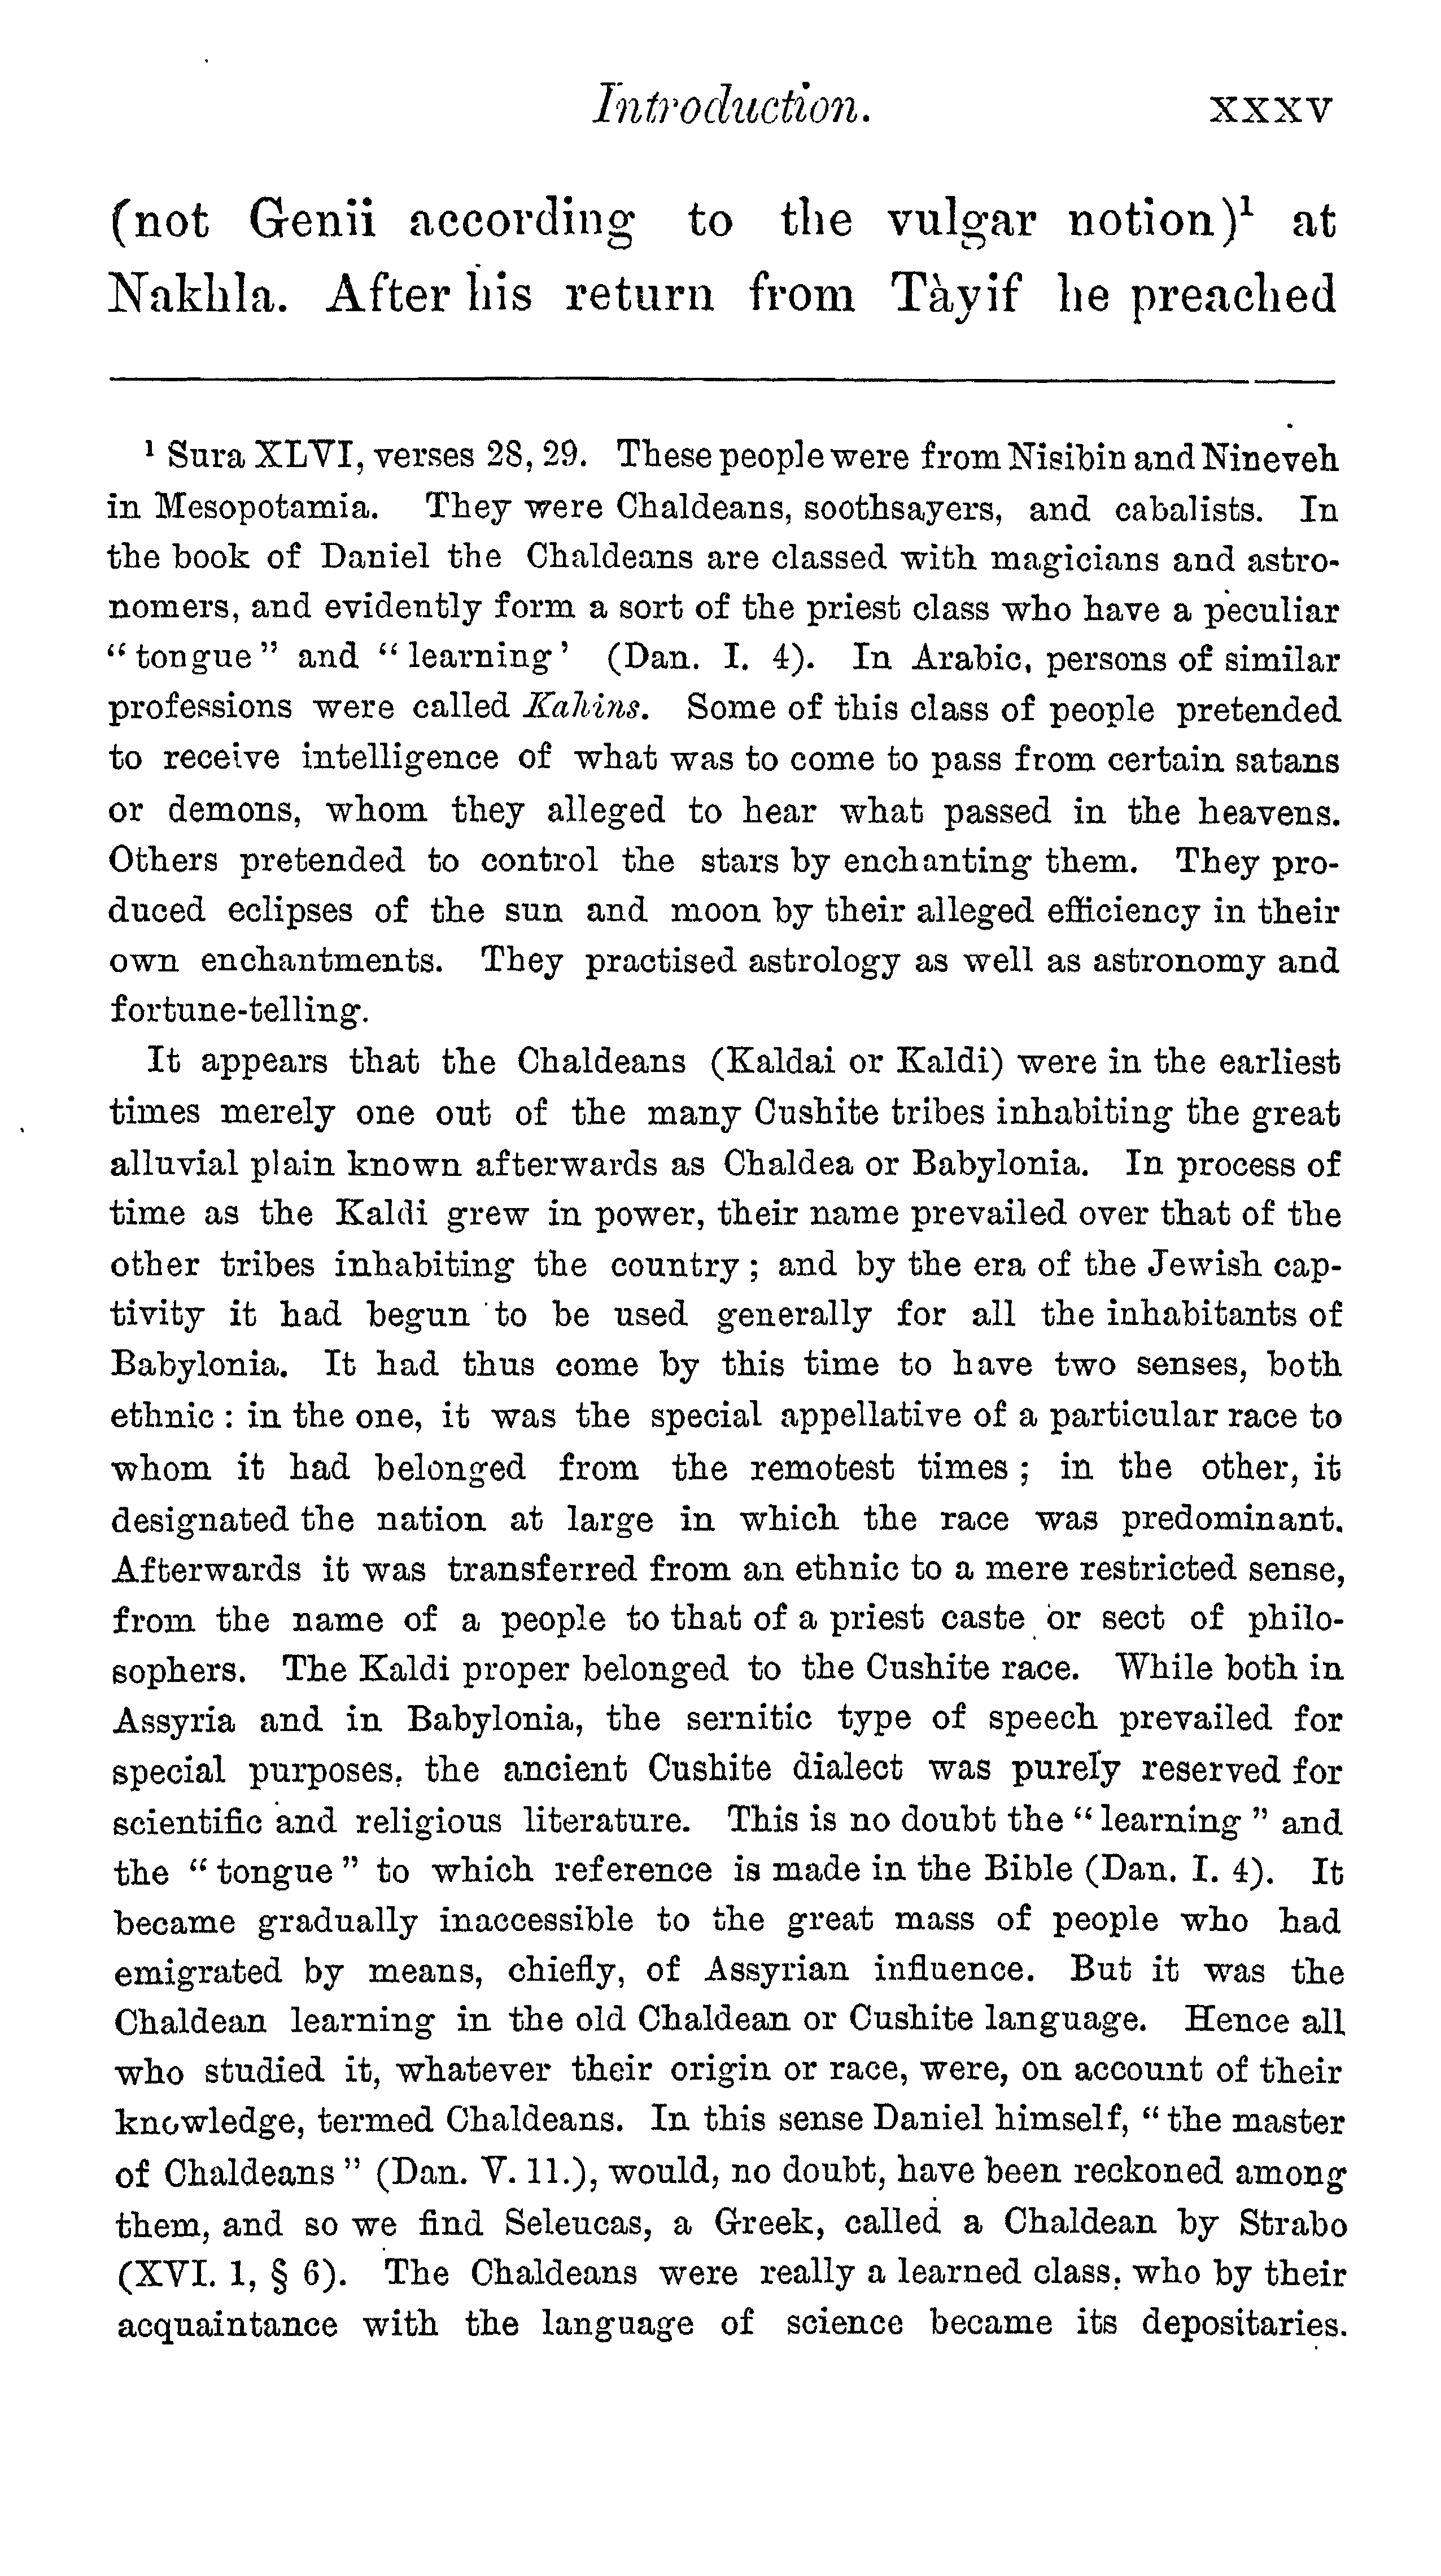 Introduction. xxxv
(not Genii according to the vulgar notion)¹ at
Nakhla. After his return from Tàyif he preached
¹ Sura XLVI, verses 28, 29. These people were from Nisibin and Nineveh
in Mesopotamia. They were Chaldeans, soothsayers, and cabalists. In
the book of Daniel the Chaldeans are classed with magicians and astro-
nomers, and evidently form a sort of the priest class who have a peculiar
“tongue” and “learning’ (Dan. I. 4). In Arabic, persons of similar
professions were called Kahins. Some of this class of people pretended
to receive intelligence of what was to come to pass from certain satans
or demons, whom they alleged to hear what passed in the heavens.
Others pretended to control the stars by enchanting them. They pro-
duced eclipses of the sun and moon by their alleged efficiency in their
own enchantments. They practised astrology as well as astronomy and
fortune-telling.
It appears that the Chaldeans (Kaldai or Kaldi) were in the earliest
times merely one out of the many Cushite tribes inhabiting the great
alluvial plain known afterwards as Chaldea or Babylonia. In process of
time as the Kaldi grew in power, their name prevailed over that of the
other tribes inhabiting the country; and by the era of the Jewish cap-
tivity it had begun to be used generally for all the inhabitants of
Babylonia. It had thus come by this time to have two senses, both
ethnic: in the one, it was the special appellative of a particular race to
whom it had belonged from the remotest times; in the other, it
designated the nation at large in which the race was predominant.
Afterwards it was transferred from an ethnic to a mere restricted sense,
from the name of a people to that of a priest caste or sect of philo-
sophers. The Kaldi proper belonged to the Cushite race. While both in
Assyria and in Babylonia, the sernitic type of speech prevailed for
special purposes, the ancient Cushite dialect was purely reserved for
scientific and religious literature. This is no doubt the “learning” and
the “tongue” to which reference is made in the Bible (Dan. I. 4). It
became gradually inaccessible to the great mass of people who had
emigrated by means, chiefly, of Assyrian influence. But it was the
Chaldean learning in the old Chaldean or Cushite language. Hence all
who studied it, whatever their origin or race, were, on account of their
knowledge, termed Chaldeans. In this sense Daniel himself, “the master
of Chaldeans” (Dan. V. 11.), would, no doubt, have been reckoned among
them, and so we find Seleucas, a Greek, called a Chaldean by Strabo
(XVI. 1, § 6). The Chaldeans were really a learned class, who by their
acquaintance with the language of science became its depositaries.